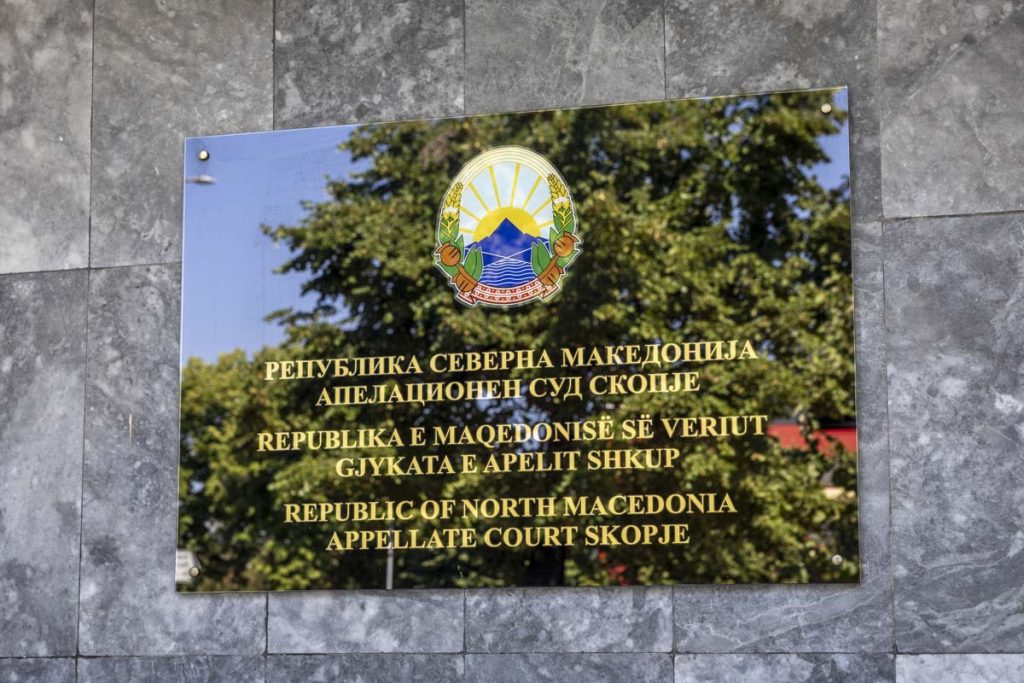 РЕПУБЛИКА СЕВЕРНА МАКЕДОНИЈА
АПЕЛАЦИОНЕН СУД СКОПЈЕ
REPUBLIKA E MAQEDONISË SË VERIUT
GJYKATA E APELIT SHKUP
REPUBLIC OF NORTH MACEDONIA
APPELLATE COURT SKOPJE